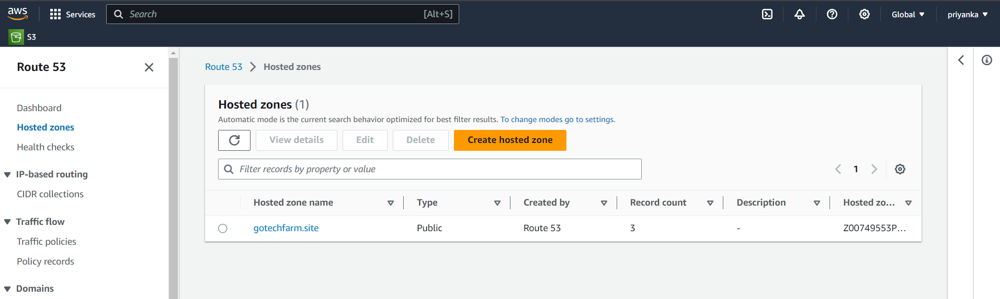 aws Services Search [Alt+S] Global priyanka
S3
Route 53
Dashboard
Hosted zones
Health checks
IP-based routing
CIDR collections
Traffic flow
Traffic policies
Policy records
Domains
Route 53 Hosted zones
Hosted zones (1)
Automatic mode is the current search behavior optimized for best filter results. To change modes go to settings.
View details Edit Delete Create hosted zone
Filter records by property or value 1
Hosted zone name Type Created by Record count Description Hosted zo...
gotechfarm.site Public Route 53 3 - Z00749553P...